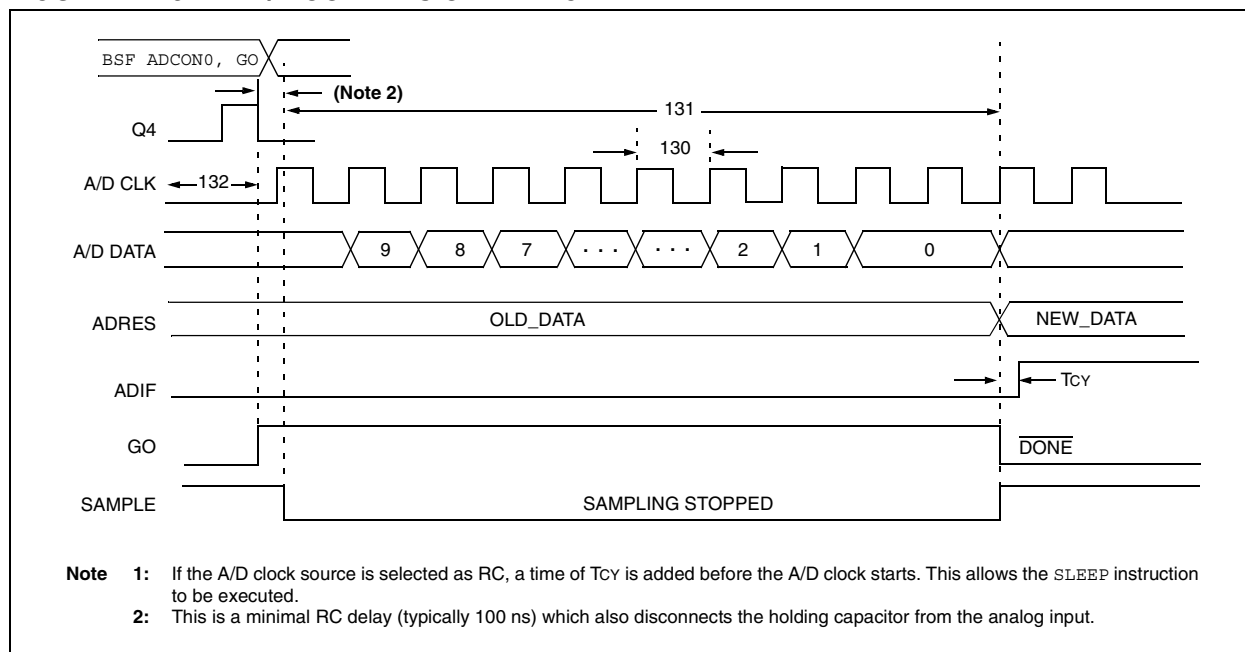 BSF ADCON0, GO
(Note 2)
131
Q4
130
A/D CLK
132
A/D DATA
9 8 7 . . . . . . 2 1 0
ADRES
OLD_DATA
NEW_DATA
ADIF
TCY
GO
DONE
SAMPLE
SAMPLING STOPPED
Note 1: If the A/D clock source is selected as RC, a time of TCY is added before the A/D clock starts. This allows the SLEEP instruction
to be executed.
2: This is a minimal RC delay (typically 100 ns) which also disconnects the holding capacitor from the analog input.